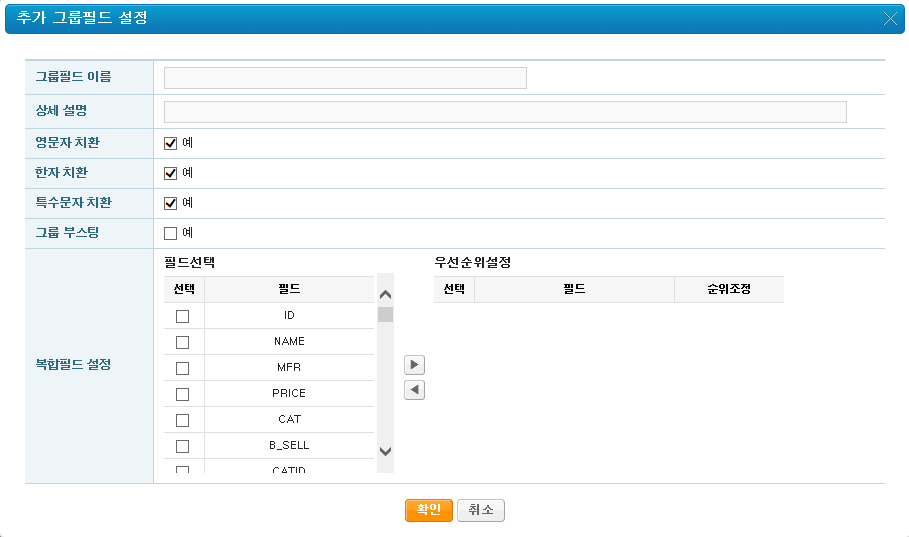 추가 그룹필드 설정
그룹필드 이름
상세 설명
영문자 치환 예
한자 치환 예
특수문자 치환 예
그룹 부스팅 예
복합필드 설정
필드선택
선택 필드
ID
NAME
MFR
PRICE
CAT
B_SELL
CATID
우선순위설정
선택 필드 순위조정
확인 취소